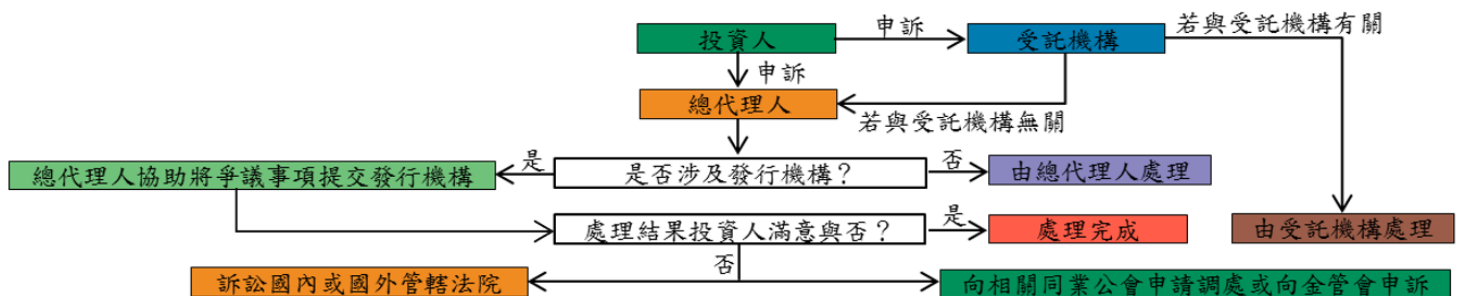 投資人
申訴
受託機構
若與受託機構有關
申訴
總代理人
若與受託機構無關
總代理人協助將爭議事項提交發行機構
是
是否涉及發行機構？
否
由總代理人處理
處理結果投資人滿意與否？
是
處理完成
由受託機構處理
否
訴訟國內或國外管轄法院
向相關同業公會申請調處或向金管會申訴